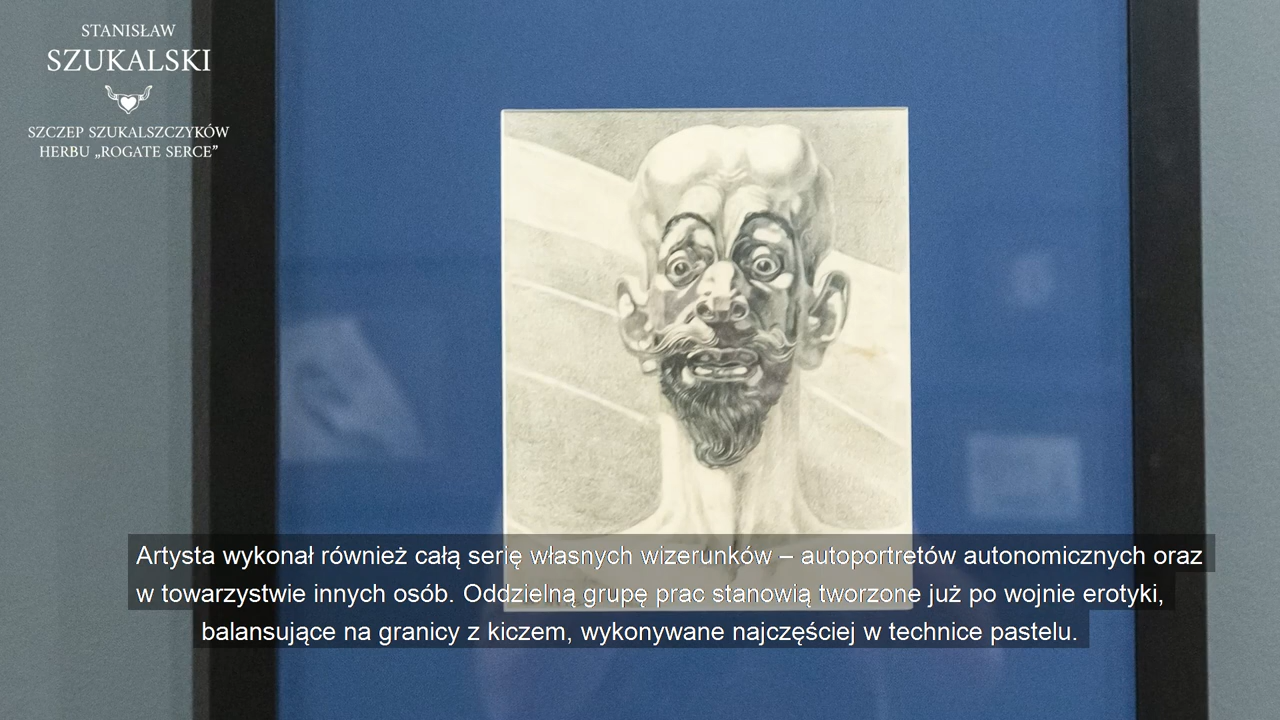 STANISŁAW
SZUKALSKI
SZCZEP SZUKALSZCZYKÓW
HERBU „ROGATE SERCE”
Artysta wykonał również całą serię własnych wizerunków – autoportretów autonomicznych oraz
w towarzystwie innych osób. Oddzielną grupę prac stanowią tworzone już po wojnie erotyki,
balansujące na granicy z kiczem, wykonywane najczęściej w technice pastelu.